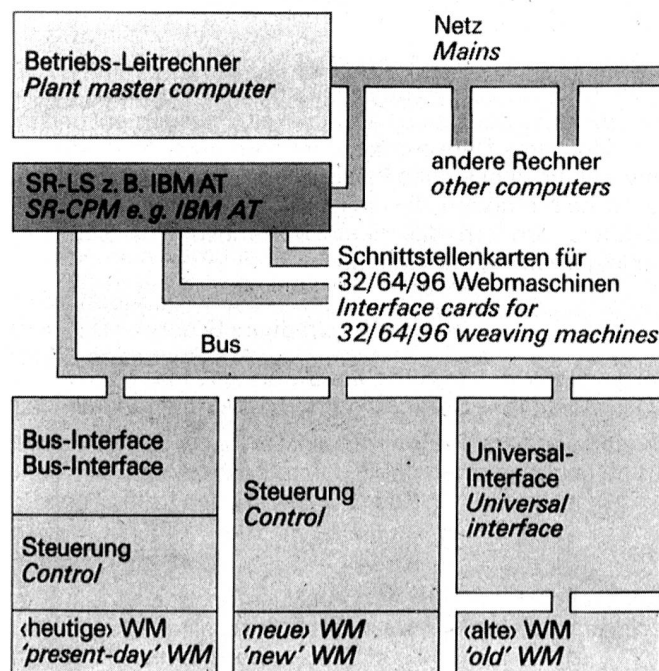 Netz
Mains
Betriebs-Leitrechner
Plant master computer
andere Rechner
other computers
SR-LS z. B. IBM AT
SR-CPM e. g. IBM AT
Schnittstellenkarten für
32/64/96 Webmaschinen
Interface cards for
32/64/96 weaving machines
Bus
Bus-Interface
Bus-Interface
Steuerung
Control
‹heutige› WM
'present-day' WM
Steuerung
Control
‹neue› WM
'new' WM
Universal-
Interface
Universal
interface
‹alte› WM
'old' WM